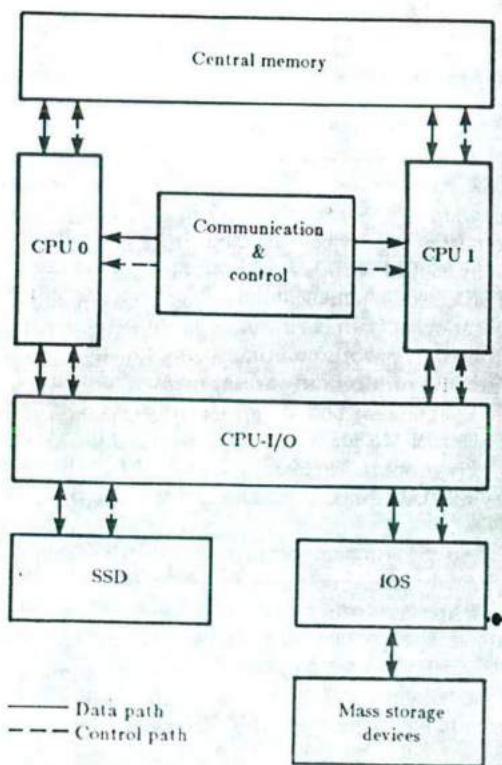 Central memory
CPU 0
Communication
&
control
CPU 1
CPU-I/O
SSD
IOS
Data path
Control path
Mass storage
devices